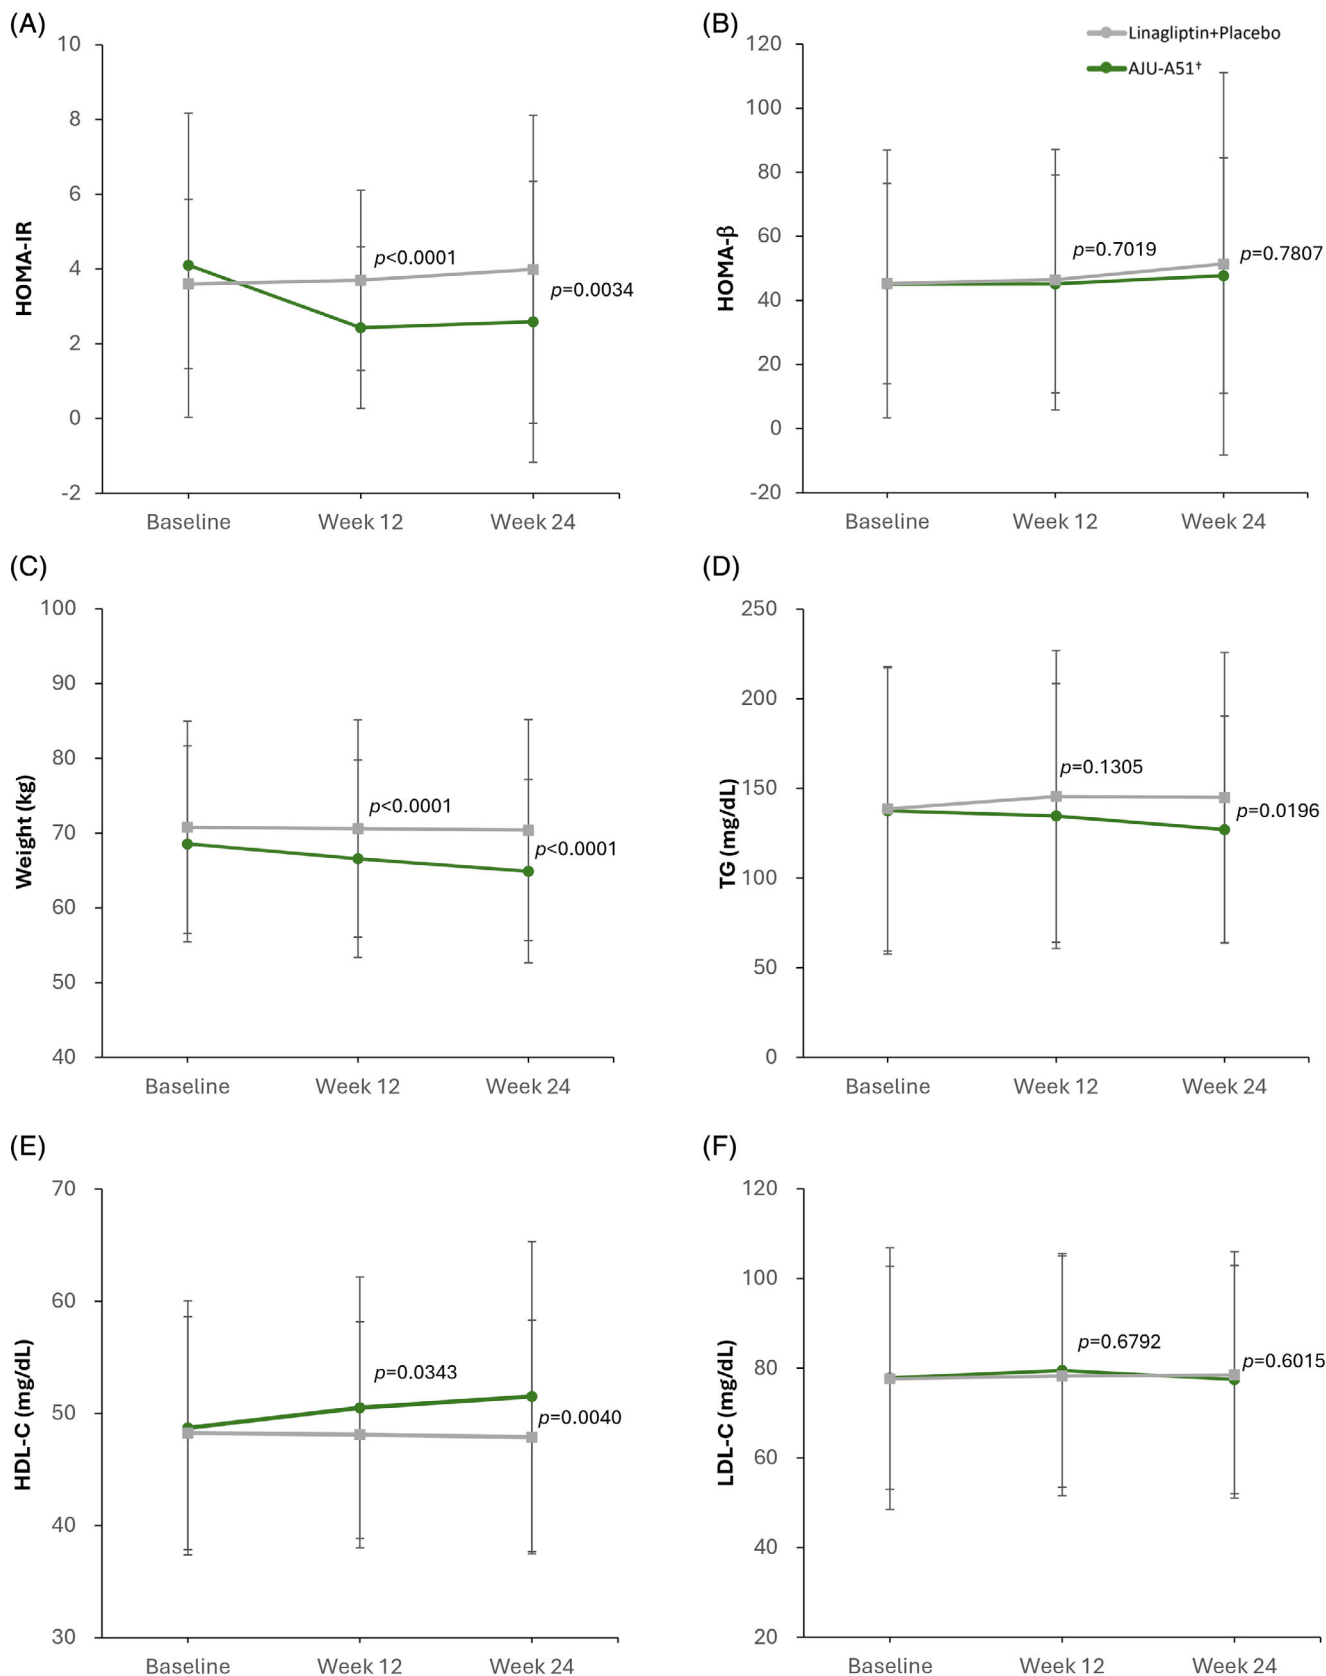 (A)
10
8
6
4
2
0
-2
HOMA-IR
p<0.0001
p=0.0034
Baseline
Week 12
Week 24
(B)
Linagliptin+Placebo
AJU-A51†
120
100
80
60
40
20
0
-20
HOMA-β
p=0.7019
p=0.7807
Baseline
Week 12
Week 24
(C)
100
90
80
70
60
50
40
Weight (kg)
p<0.0001
p<0.0001
Baseline
Week 12
Week 24
(D)
250
200
150
100
50
0
TG (mg/dL)
p=0.1305
p=0.0196
Baseline
Week 12
Week 24
(E)
70
60
50
40
30
HDL-C (mg/dL)
p=0.0343
p=0.0040
Baseline
Week 12
Week 24
(F)
120
100
80
60
40
20
LDL-C (mg/dL)
p=0.6792
p=0.6015
Baseline
Week 12
Week 24